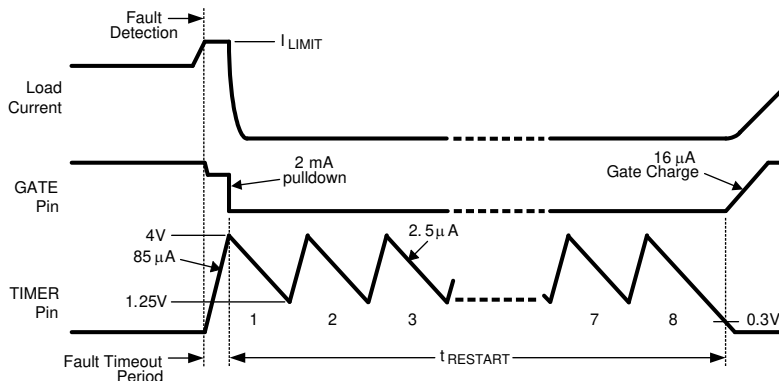 Fault
Detection
I LIMIT
Load
Current
2 mA
pulldown
16 μA
Gate Charge
GATE
Pin
4V
85 μA
2.5 μA
TIMER
Pin
1.25V
1
2
3
7
8
0.3V
Fault Timeout
Period
t RESTART